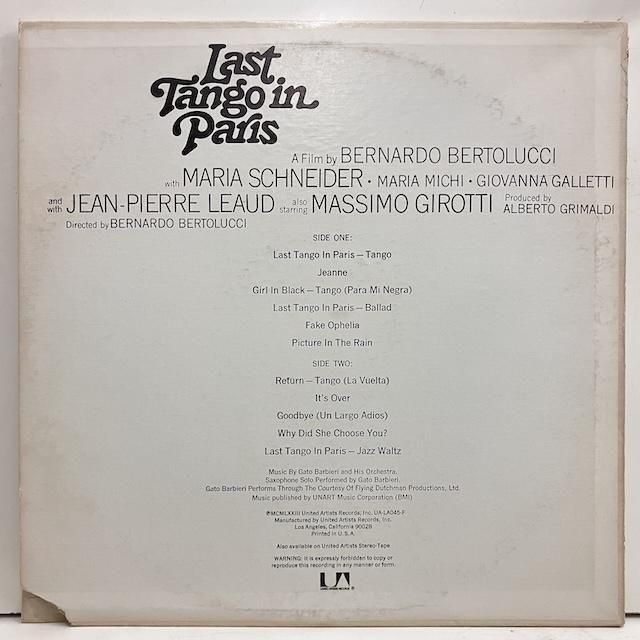 Last
Tango in
Paris
A Film by BERNARDO BERTOLUCCI
with MARIA SCHNEIDER • MARIA MICHI • GIOVANNA GALLETTI
and with JEAN-PIERRE LEAUD also starring MASSIMO GIROTTI Produced by ALBERTO GRIMALDI
Directed by BERNARDO BERTOLUCCI
SIDE ONE:
Last Tango In Paris — Tango
Jeanne
Girl In Black — Tango (Para Mi Negra)
Last Tango In Paris — Ballad
Fake Ophelia
Picture In The Rain
SIDE TWO:
Return — Tango (La Vuelta)
It's Over
Goodbye (Un Largo Adios)
Why Did She Choose You?
Last Tango In Paris — Jazz Waltz
Music By Gato Barbieri and His Orchestra.
Saxophone Solo Performed by Gato Barbieri.
Gato Barbieri Performs Through The Courtesy Of Flying Dutchman Productions, Ltd.
Music published by UNART Music Corporation (BMI)
℗MCMLXXIII United Artists Records, Inc. UA-LA045-F
Manufactured by United Artists Records, Inc.
Los Angeles, California 90028
Printed in U.S.A.
Also available on United Artists Stereo-Tape
WARNING: It is expressly forbidden to copy or
reproduce this recording in any manner or form.
UA